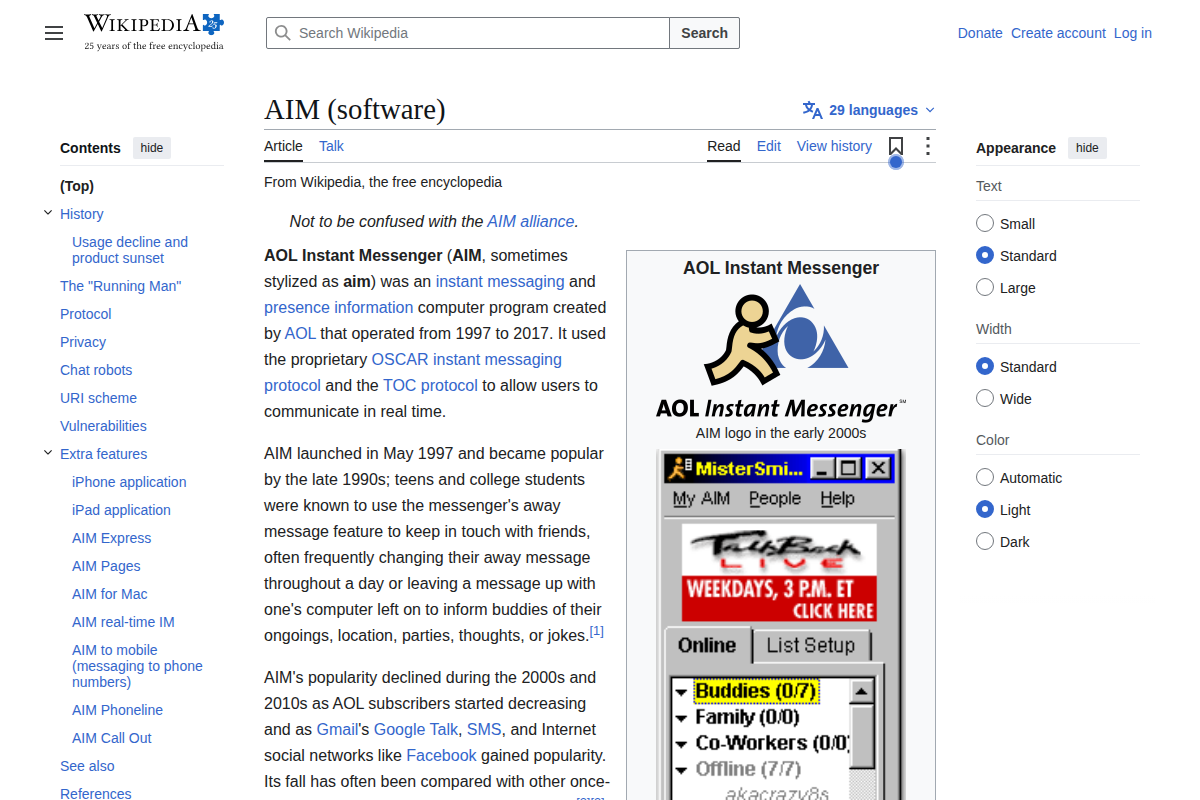 WIKIPEDIA 25
25 years of the free encyclopedia
Search Wikipedia
Search
Donate Create account Log in
Contents hide
(Top)
History
Usage decline and
product sunset
The "Running Man"
Protocol
Privacy
Chat robots
URI scheme
Vulnerabilities
Extra features
iPhone application
iPad application
AIM Express
AIM Pages
AIM for Mac
AIM real-time IM
AIM to mobile
(messaging to phone
numbers)
AIM Phoneline
AIM Call Out
See also
References
AIM (software)
29 languages
Article Talk
Read Edit View history
From Wikipedia, the free encyclopedia
Not to be confused with the AIM alliance.
AOL Instant Messenger (AIM, sometimes
stylized as aim) was an instant messaging and
presence information computer program created
by AOL that operated from 1997 to 2017. It used
the proprietary OSCAR instant messaging
protocol and the TOC protocol to allow users to
communicate in real time.
AIM launched in May 1997 and became popular
by the late 1990s; teens and college students
were known to use the messenger's away
message feature to keep in touch with friends,
often frequently changing their away message
throughout a day or leaving a message up with
one's computer left on to inform buddies of their
ongoings, location, parties, thoughts, or jokes.[1]
AIM's popularity declined during the 2000s and
2010s as AOL subscribers started decreasing
and as Gmail's Google Talk, SMS, and Internet
social networks like Facebook gained popularity.
Its fall has often been compared with other once-
AOL Instant Messenger
AOL Instant Messenger℠
AIM logo in the early 2000s
MisterSmi...
My AIM People Help
TalkBack
LIVE
WEEKDAYS, 3 P.M. ET
CLICK HERE
Online List Setup
Buddies (0/7)
Family (0/0)
Co-Workers (0/0)
Offline (7/7)
akacrazy8s
Appearance hide
Text
Small
Standard
Large
Width
Standard
Wide
Color
Automatic
Light
Dark